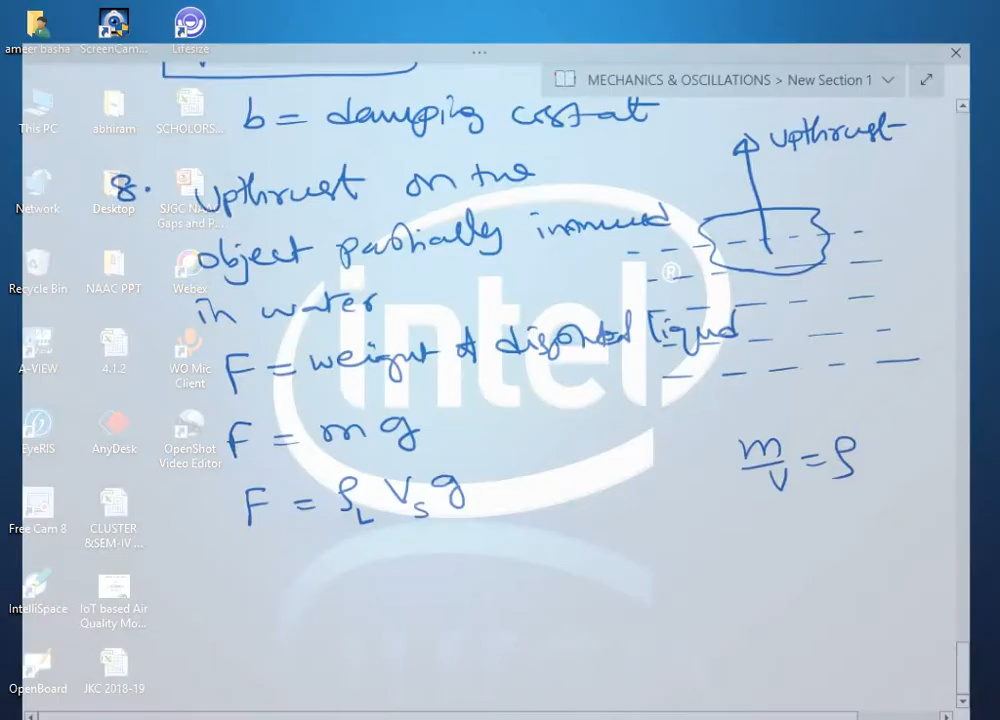 ameer basha
ScreenCam...
Lifesize
MECHANICS & OSCILLATIONS > New Section 1
This PC
abhiram
SCHOLORS...
b = damping
upthrust
Network
Desktop
SJGC NAAC
Gaps and P...
8. Upthrust on the
object partially immersed
in water
Recycle Bin
NAAC PPT
Webex
intel
®
A-VIEW
4.1.2
WO Mic
Client
F = weight of liquid
EyeRIS
AnyDesk
OpenShot
Video Editor
F = m g
m/V = ρ
F = ρL Vs g
Free Cam 8
CLUSTER
&SEM-IV ...
IntelliSpace
IoT based Air
Quality Mo...
OpenBoard
JKC 2018-19